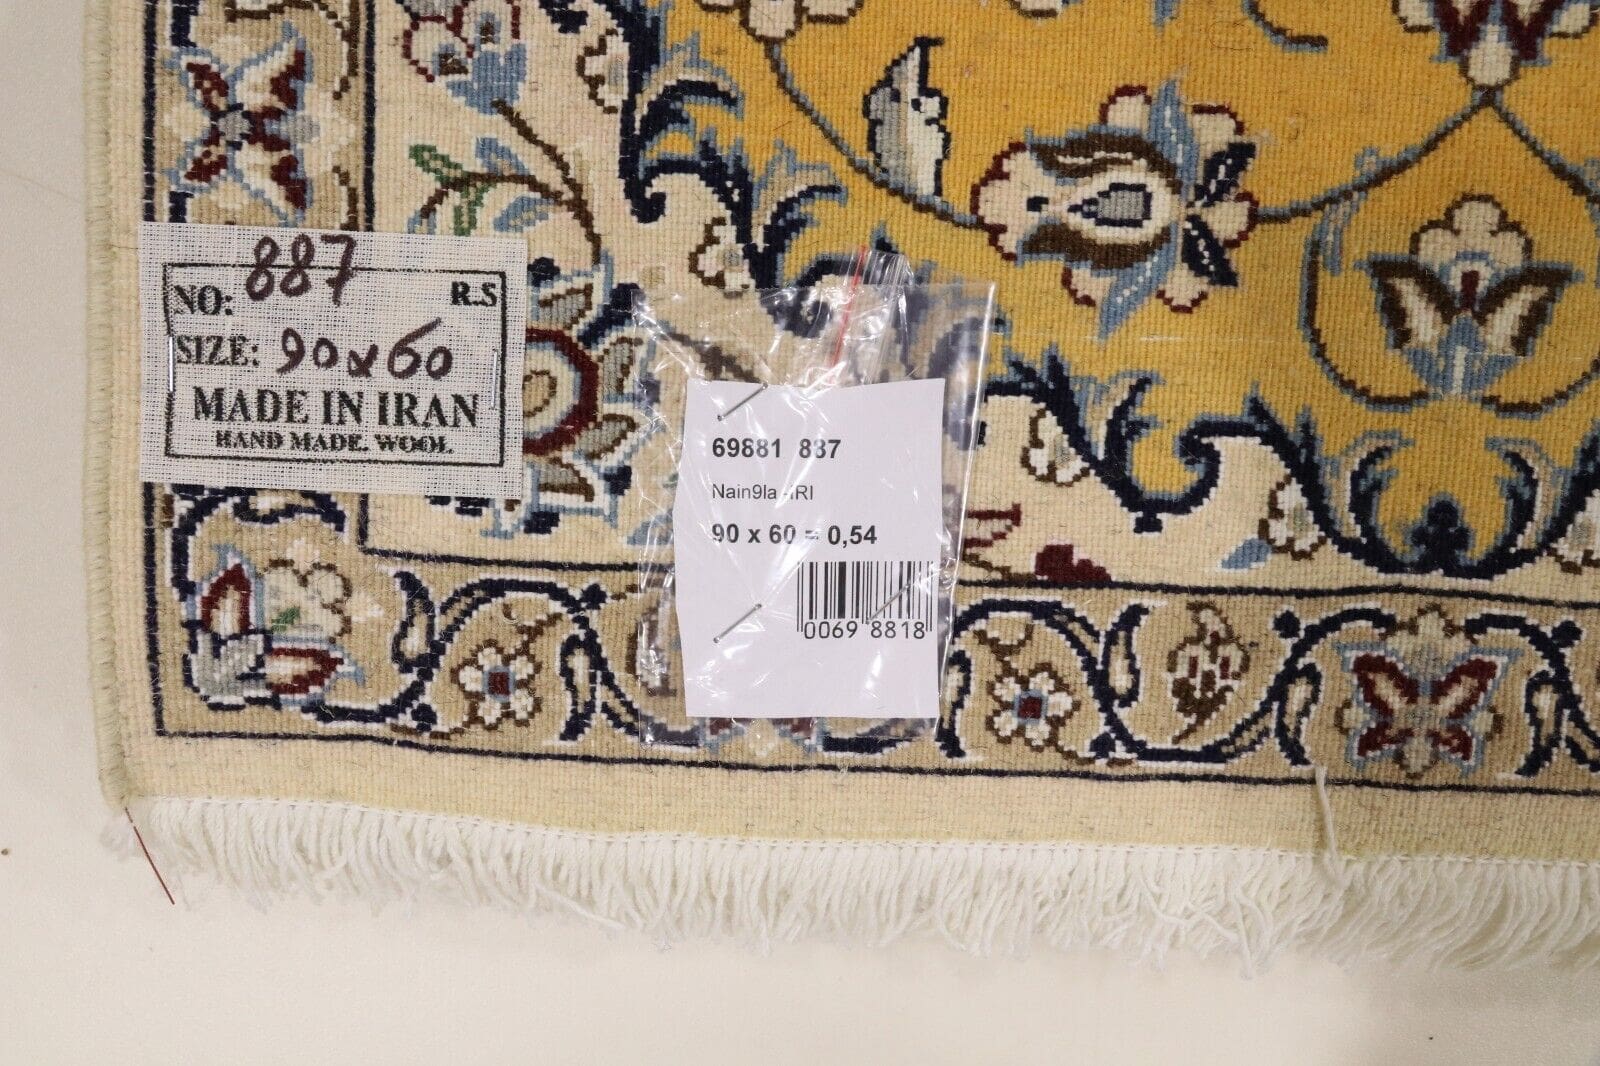 NO: 887 R.S
SIZE: 90x60
MADE IN IRAN
HAND MADE. WOOL.
69881 887
Nain9la
90 x 60 = 0,54
0069 8818